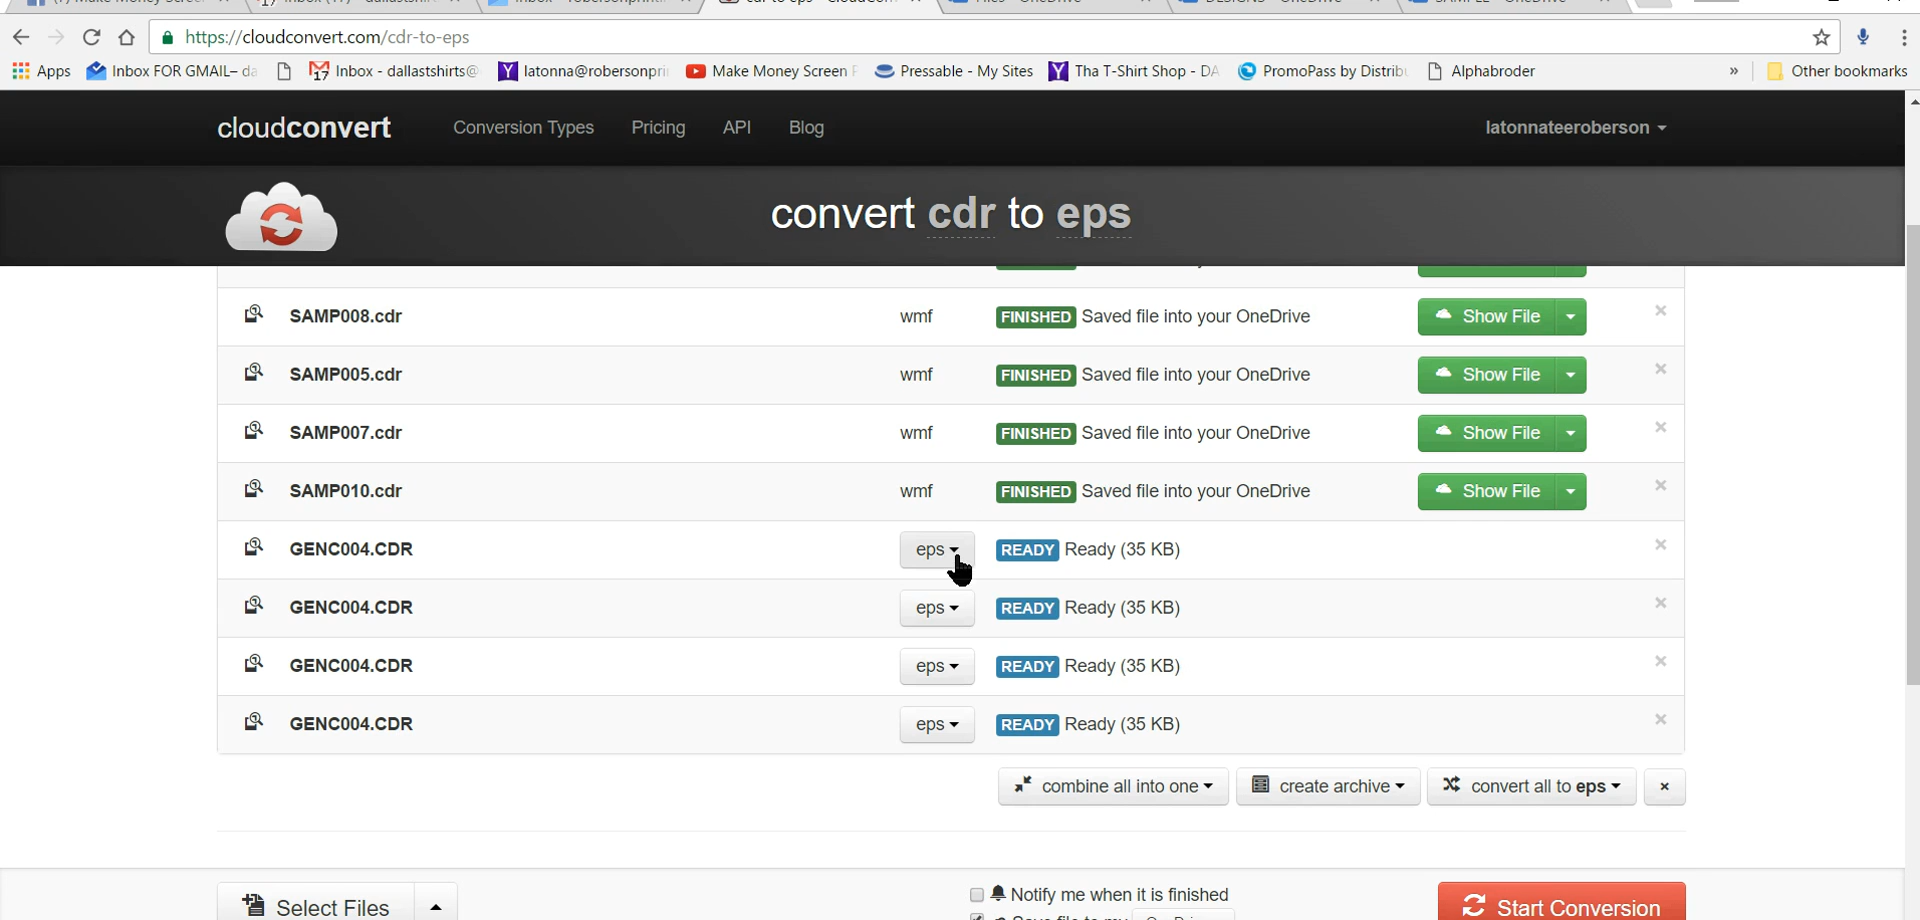 https://cloudconvert.com/cdr-to-eps
Apps Inbox FOR GMAIL– da Inbox - dallastshirts@ latonna@robersonpri Make Money Screen Pressable - My Sites Tha T-Shirt Shop - DA PromoPass by Distrib Alphabroder » Other bookmarks
cloudconvert Conversion Types Pricing API Blog latonnateeroberson
convert cdr to eps
SAMP008.cdr wmf FINISHED Saved file into your OneDrive Show File ×
SAMP005.cdr wmf FINISHED Saved file into your OneDrive Show File ×
SAMP007.cdr wmf FINISHED Saved file into your OneDrive Show File ×
SAMP010.cdr wmf FINISHED Saved file into your OneDrive Show File ×
GENC004.CDR eps READY Ready (35 KB) ×
GENC004.CDR eps READY Ready (35 KB) ×
GENC004.CDR eps READY Ready (35 KB) ×
GENC004.CDR eps READY Ready (35 KB) ×
combine all into one create archive convert all to eps ×
Notify me when it is finished
Select Files Start Conversion